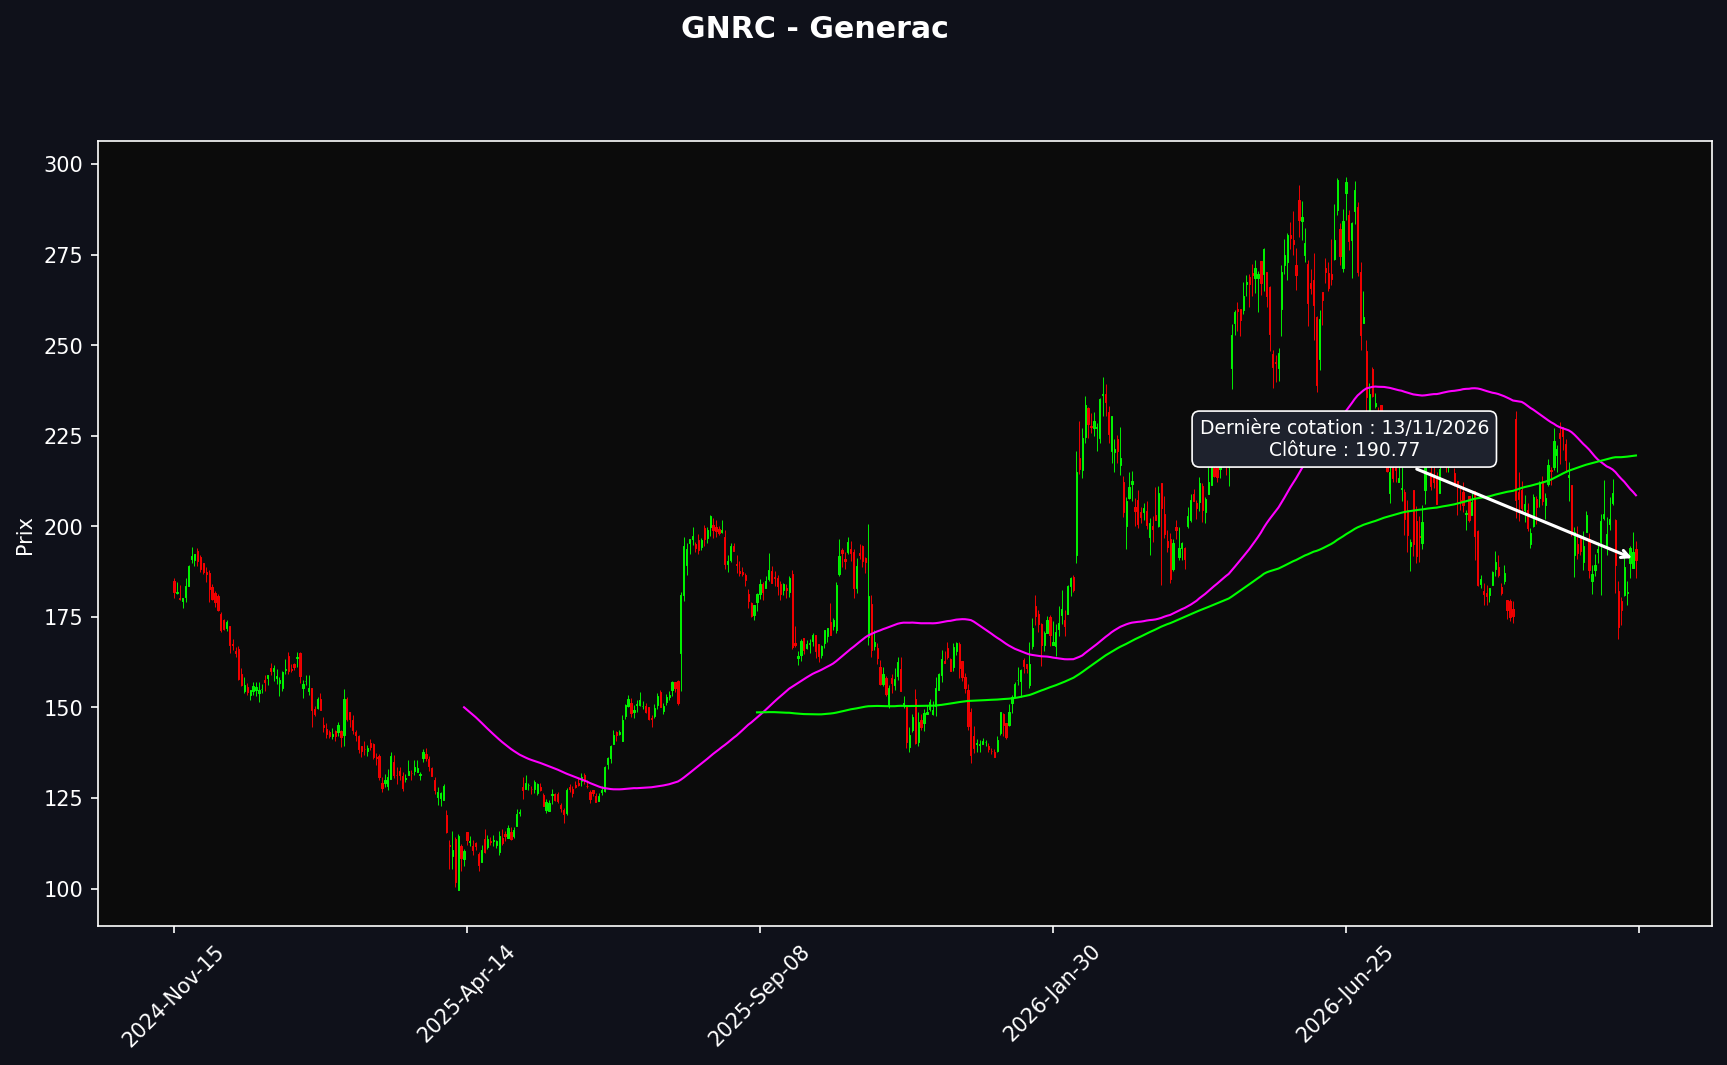 GNRC - Generac
Prix
300
275
250
225
200
175
150
125
100
Dernière cotation : 13/11/2026
Clôture : 190.77
2024-Nov-15
2025-Apr-14
2025-Sep-08
2026-Jan-30
2026-Jun-25